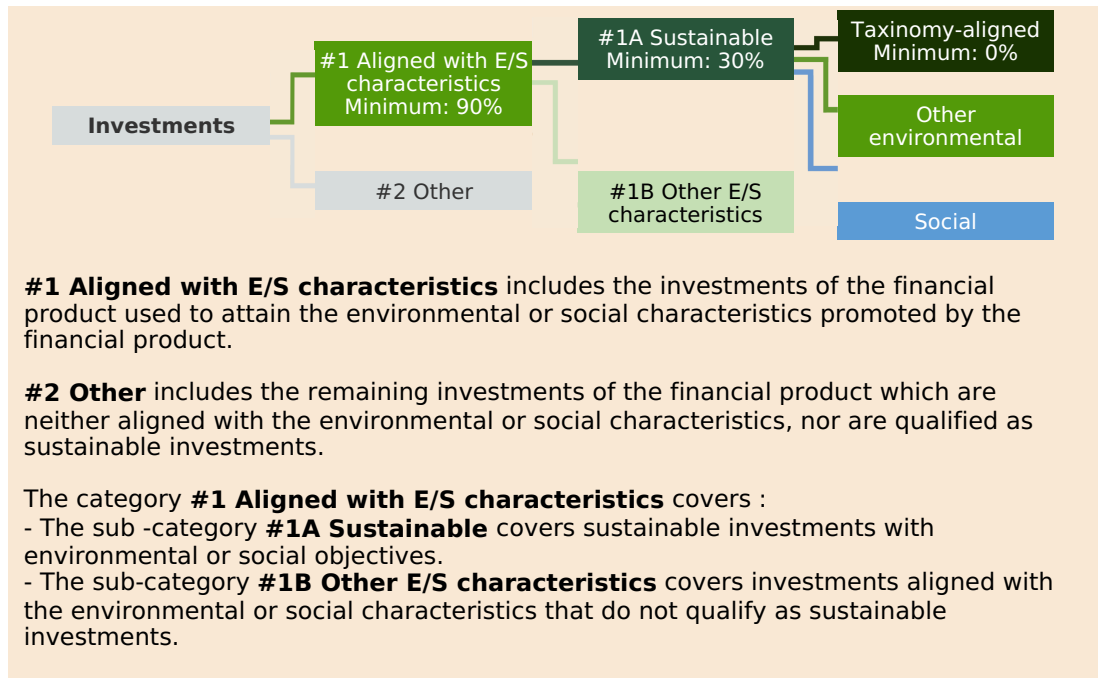 Investments
#1 Aligned with E/S
characteristics
Minimum: 90%
#2 Other
#1A Sustainable
Minimum: 30%
#1B Other E/S
characteristics
Taxinomy-aligned
Minimum: 0%
Other
environmental
Social
#1 Aligned with E/S characteristics includes the investments of the financial
product used to attain the environmental or social characteristics promoted by the
financial product.
#2 Other includes the remaining investments of the financial product which are
neither aligned with the environmental or social characteristics, nor are qualified as
sustainable investments.
The category #1 Aligned with E/S characteristics covers :
- The sub -category #1A Sustainable covers sustainable investments with
environmental or social objectives.
- The sub-category #1B Other E/S characteristics covers investments aligned with
the environmental or social characteristics that do not qualify as sustainable
investments.